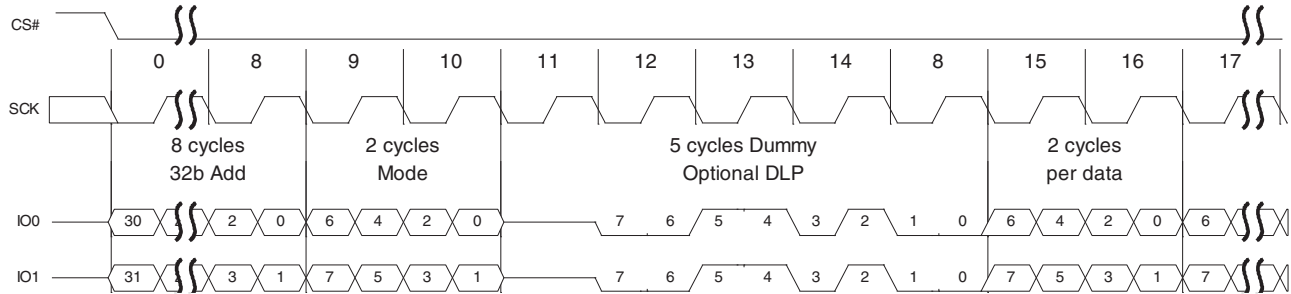 CS#
0 8 9 10 11 12 13 14 8 15 16 17
SCK
8 cycles 2 cycles 5 cycles Dummy 2 cycles
32b Add Mode Optional DLP per data
IO0 30 2 0 6 4 2 0 7 6 5 4 3 2 1 0 6 4 2 0 6
IO1 31 3 1 7 5 3 1 7 6 5 4 3 2 1 0 7 5 3 1 7